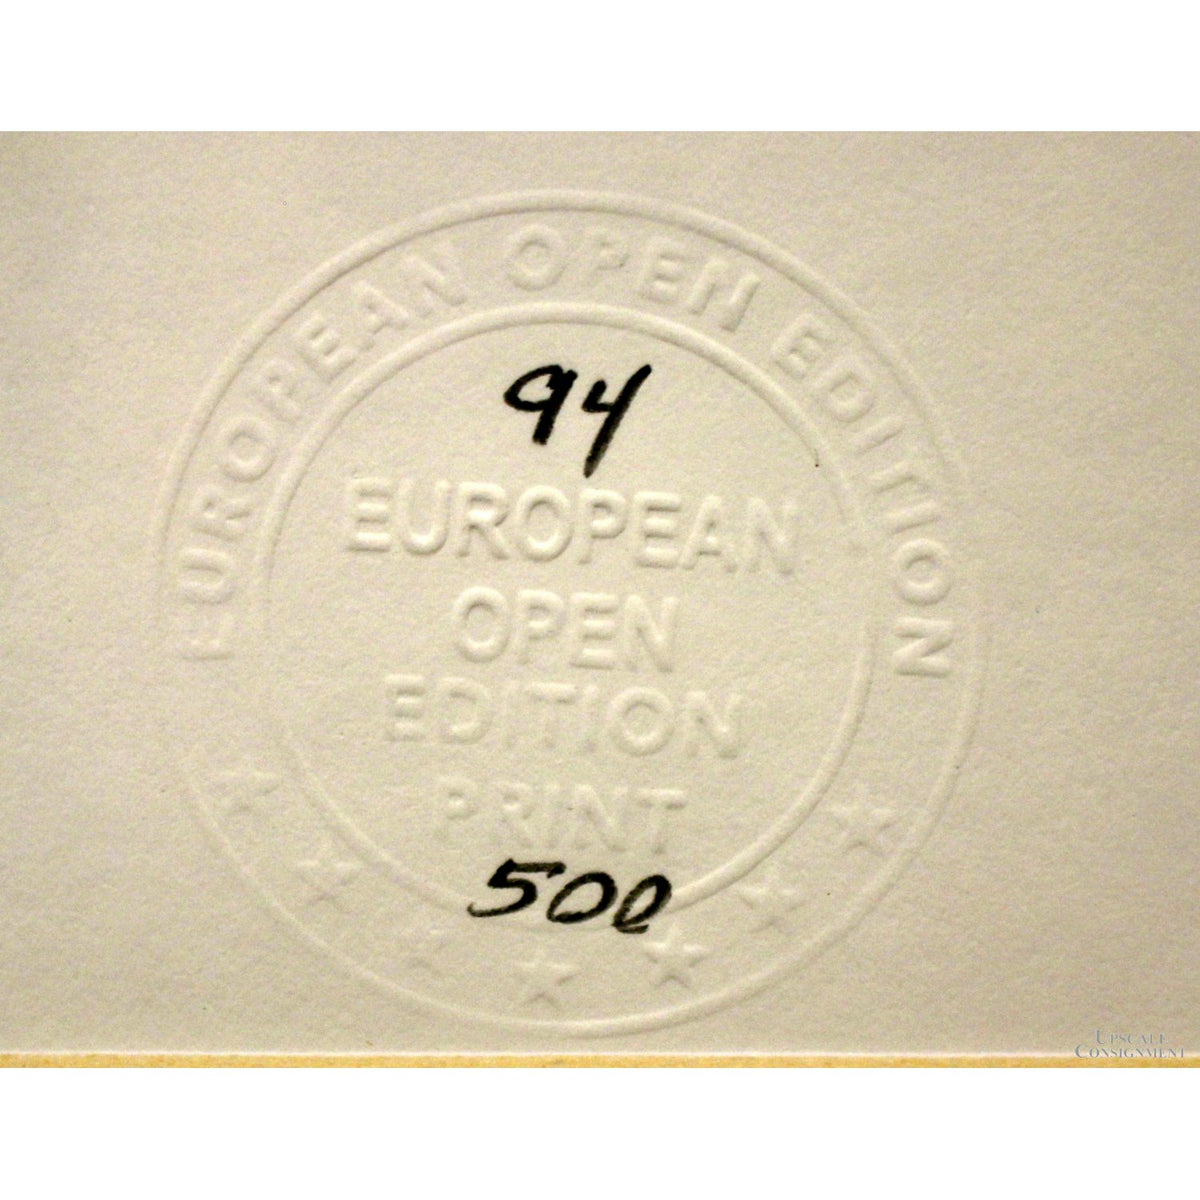 EUROPEAN OPEN EDITION
94
EUROPEAN
OPEN
EDITION
PRINT
500
UPSCALE
CONSIGNMENT